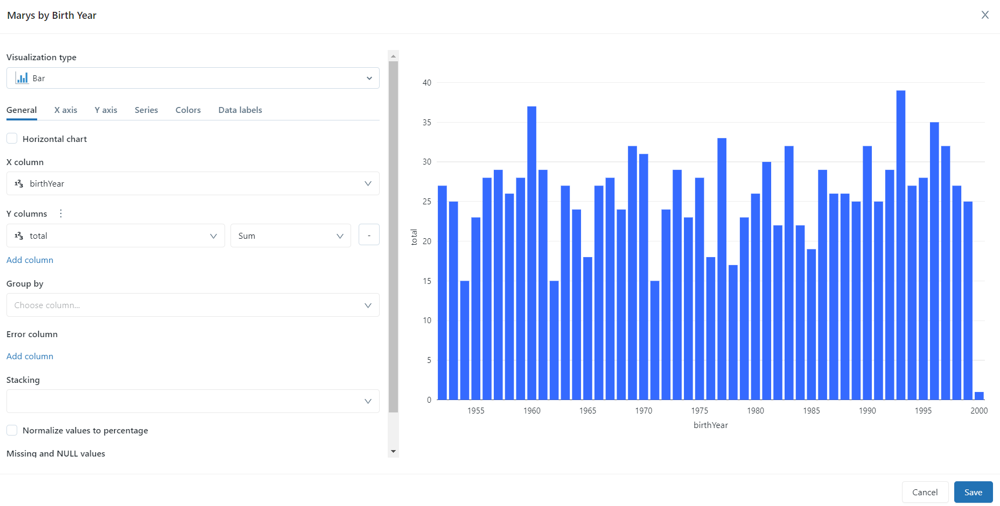 Marys by Birth Year
Visualization type
Bar
General X axis Y axis Series Colors Data labels
Horizontal chart
X column
123 birthYear
Y columns
123 total Sum -
Add column
Group by
Choose column...
Error column
Add column
Stacking
Normalize values to percentage
Missing and NULL values
40
35
30
25
20
15
10
5
0
total
1955 1960 1965 1970 1975 1980 1985 1990 1995 2000
birthYear
Cancel Save